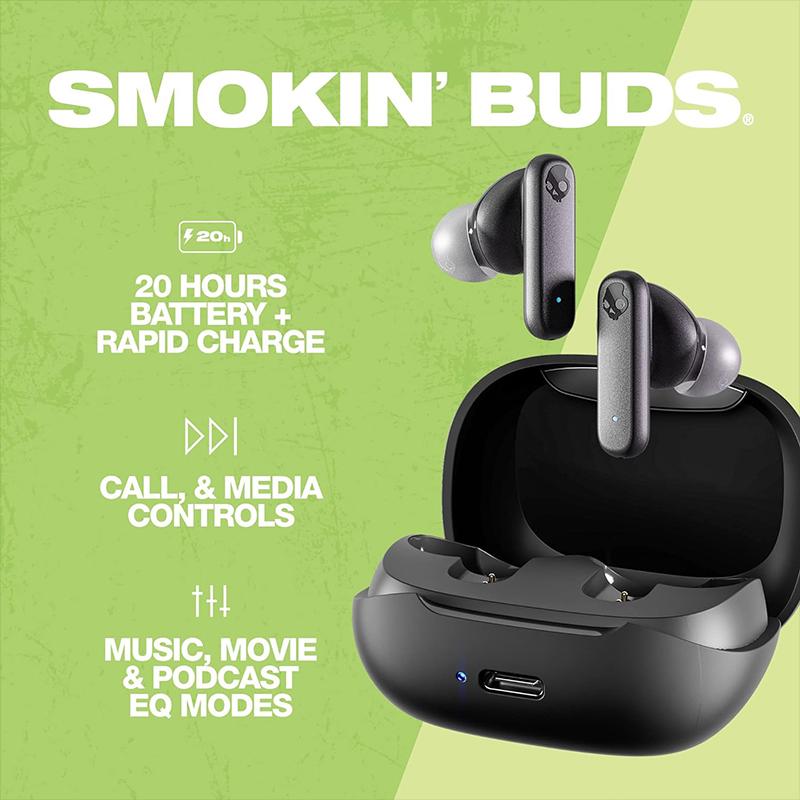 SMOKIN' BUDS®
20h
20 HOURS
BATTERY +
RAPID CHARGE
CALL, & MEDIA
CONTROLS
MUSIC, MOVIE
& PODCAST
EQ MODES